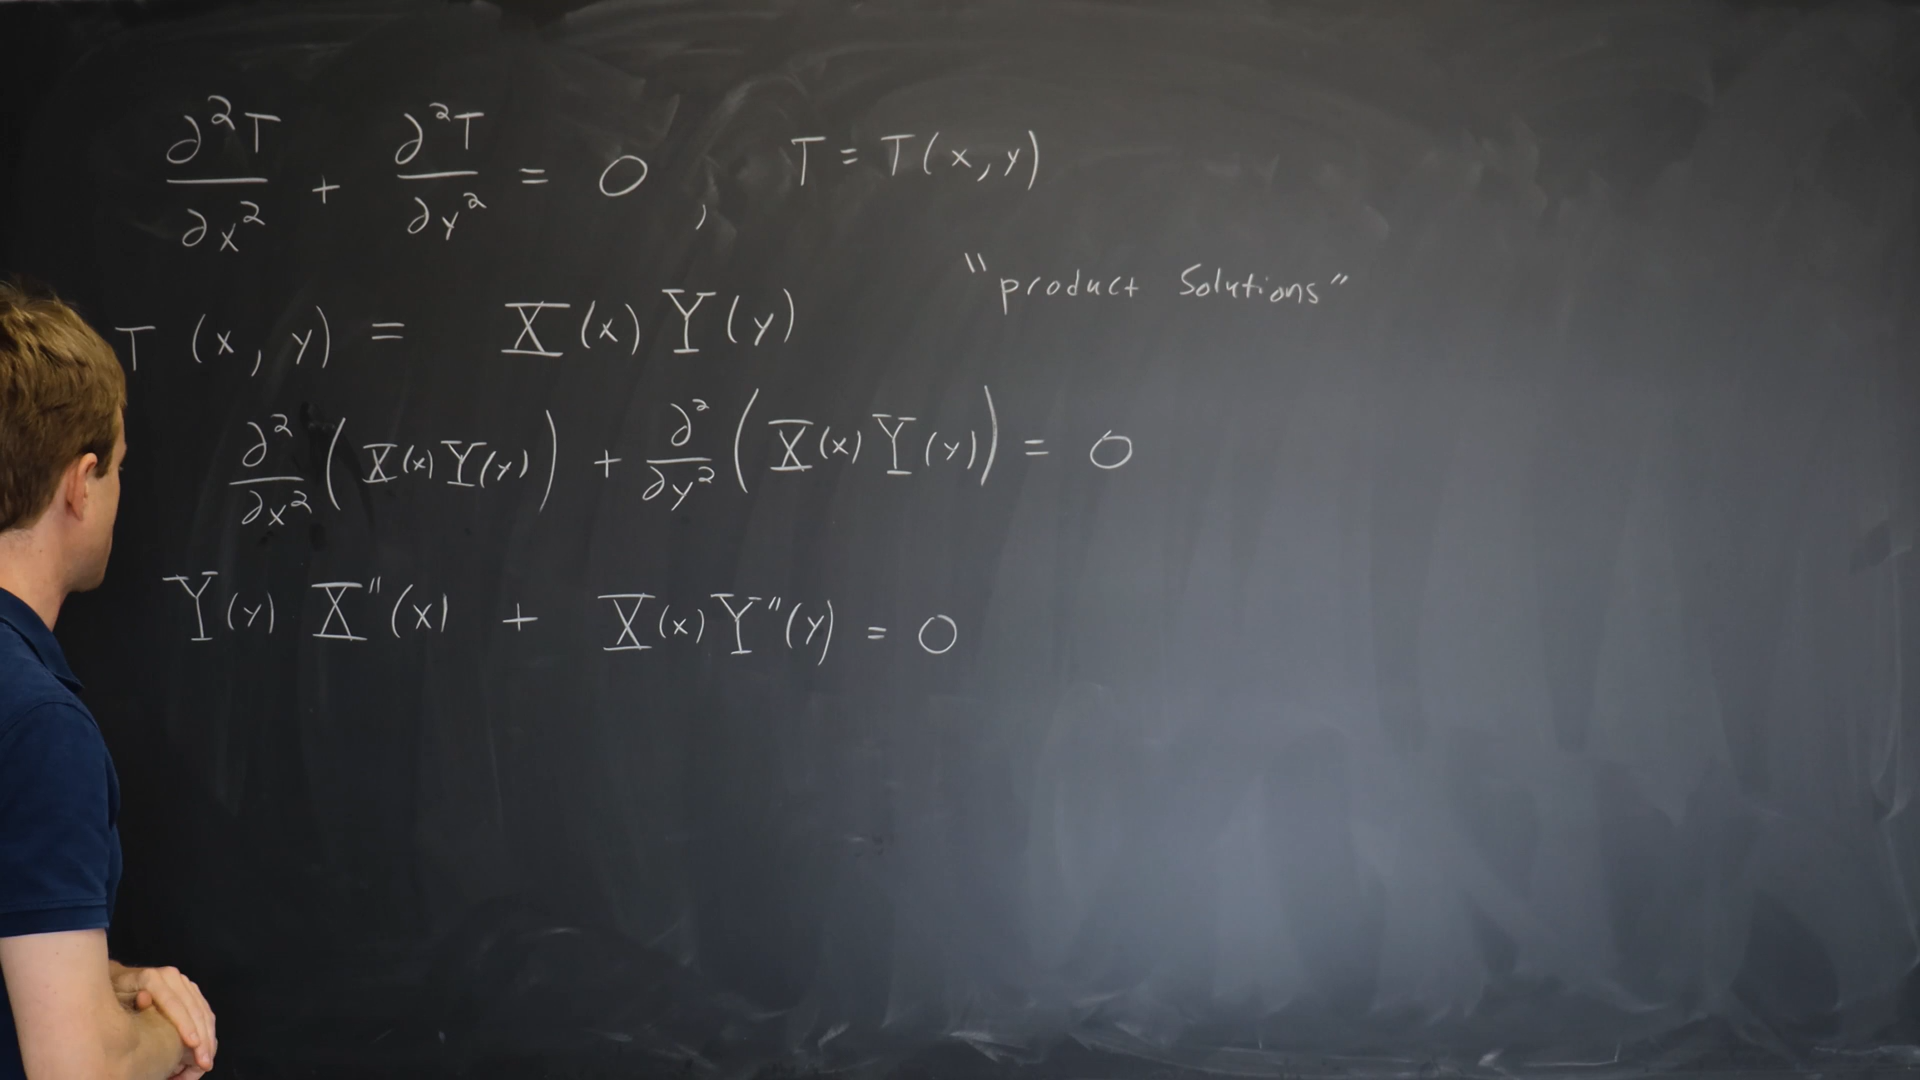 ∂²T/∂x² + ∂²T/∂y² = 0 , T = T(x, y)
"product Solutions"
T(x, y) = X(x) Y(y)
∂²/∂x² ( X(x) Y(y) ) + ∂²/∂y² ( X(x) Y(y) ) = 0
Y(y) X''(x) + X(x) Y''(y) = 0